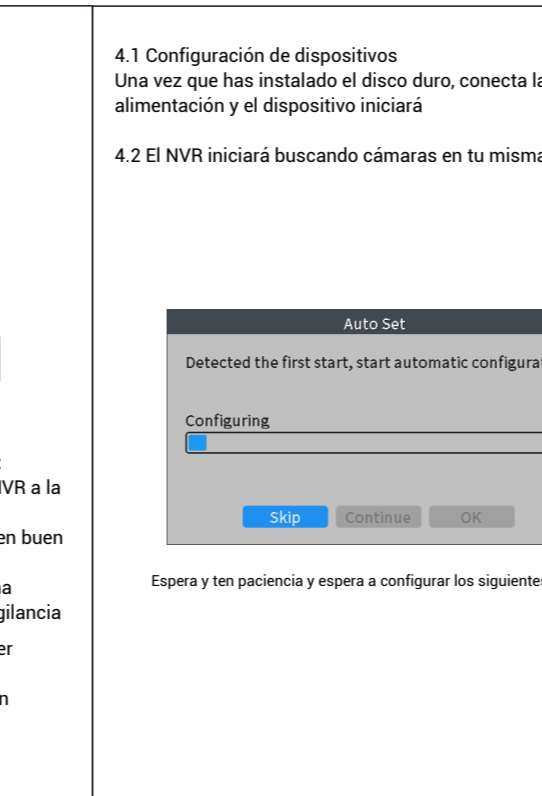 NVR a la
en buen
gilancia
er
4.1 Configuración de dispositivos
Una vez que has instalado el disco duro, conecta la
alimentación y el dispositivo iniciará
4.2 El NVR iniciará buscando cámaras en tu misma
Auto Set
Detected the first start, start automatic configurat
Configuring
Skip Continue OK
Espera y ten paciencia y espera a configurar los siguientes